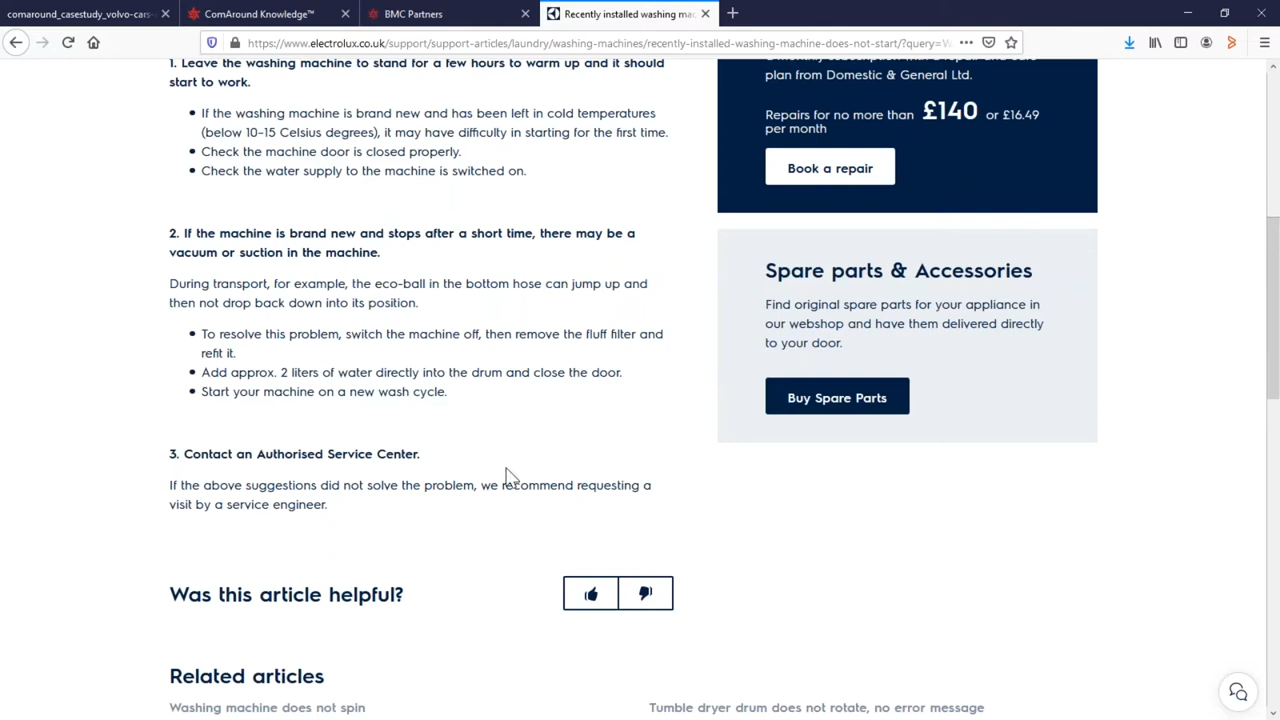 comaround_casestudy_volvo-cars-
ComAround Knowledge™
BMC Partners
Recently installed washing mac
https://www.electrolux.co.uk/support/support-articles/laundry/washing-machines/recently-installed-washing-machine-does-not-start/?query=W
1. Leave the washing machine to stand for a few hours to warm up and it should
start to work.
• If the washing machine is brand new and has been left in cold temperatures
(below 10–15 Celsius degrees), it may have difficulty in starting for the first time.
• Check the machine door is closed properly.
• Check the water supply to the machine is switched on.
2. If the machine is brand new and stops after a short time, there may be a
vacuum or suction in the machine.
During transport, for example, the eco-ball in the bottom hose can jump up and
then not drop back down into its position.
• To resolve this problem, switch the machine off, then remove the fluff filter and
refit it.
• Add approx. 2 liters of water directly into the drum and close the door.
• Start your machine on a new wash cycle.
3. Contact an Authorised Service Center.
If the above suggestions did not solve the problem, we recommend requesting a
visit by a service engineer.
Was this article helpful?
Related articles
Washing machine does not spin
Tumble dryer drum does not rotate, no error message
plan from Domestic & General Ltd.
Repairs for no more than £140 or £16.49
per month
Book a repair
Spare parts & Accessories
Find original spare parts for your appliance in
our webshop and have them delivered directly
to your door.
Buy Spare Parts